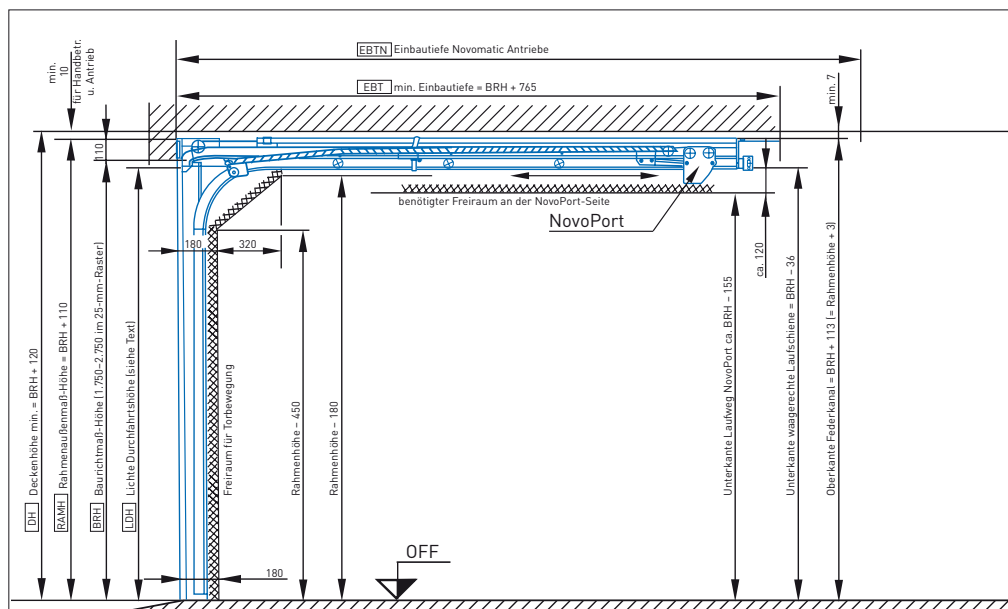 EBTN Einbautiefe Novomatic Antriebe
EBT min. Einbautiefe = BRH + 765
min.
10
für Handbetr.
u. Antrieb
min. 7
110
benötigter Freiraum an der NovoPort-Seite
NovoPort
180
320
ca. 120
DH Deckenhöhe min. = BRH + 120
RAMH Rahmenaußenmaß-Höhe = BRH + 110
BRH Baurichtmaß-Höhe (1.750–2.750 im 25-mm-Raster)
LDH Lichte Durchfahrtshöhe (siehe Text)
Freiraum für Torbewegung
Rahmenhöhe – 450
Rahmenhöhe – 180
Unterkante Laufweg NovoPort ca. BRH – 155
Unterkante waagerechte Laufschiene = BRH – 36
Oberkante Federkanal = BRH + 113 (= Rahmenhöhe + 3)
180
OFF